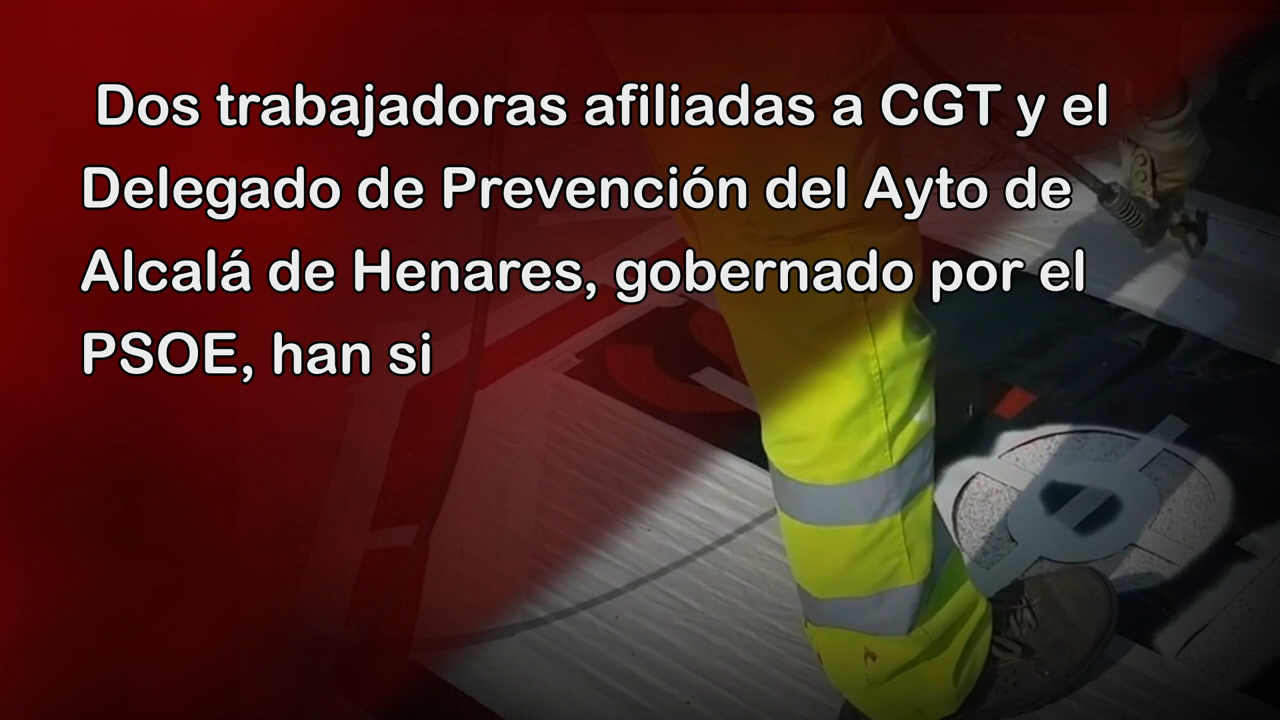 Dos trabajadoras afiliadas a CGT y el
Delegado de Prevención del Ayto de
Alcalá de Henares, gobernado por el
PSOE, han si